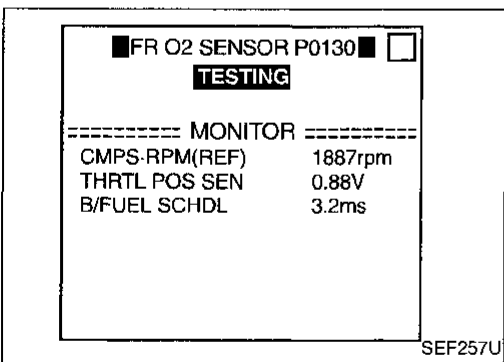 ■FR O2 SENSOR P0130■ □
TESTING
========= MONITOR =========
CMPS·RPM(REF) 1887rpm
THRTL POS SEN 0.88V
B/FUEL SCHDL 3.2ms
SEF257U